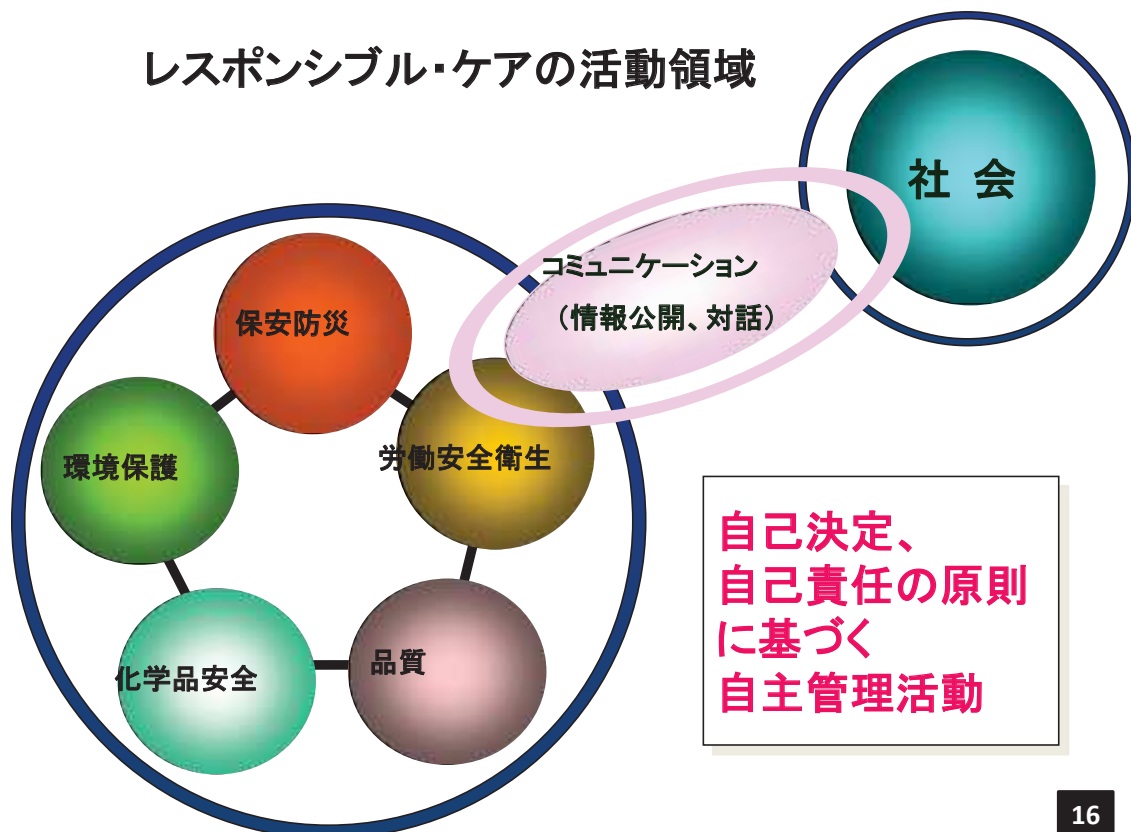 レスポンシブル・ケアの活動領域
社 会
コミュニケーション
（情報公開、対話）
保安防災
環境保護
労働安全衛生
化学品安全
品質
自己決定、
自己責任の原則
に基づく
自主管理活動
16